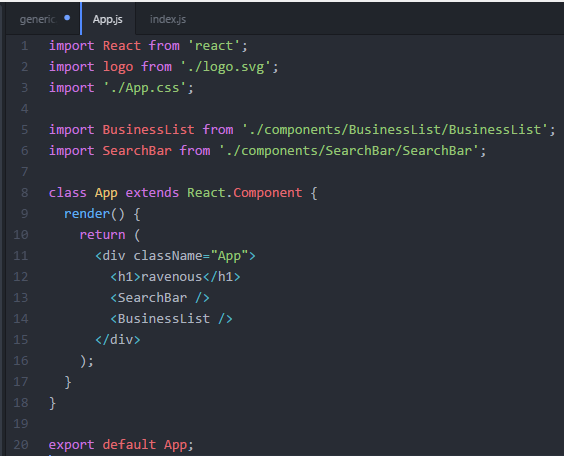 generic App.js index.js
1 import React from 'react';
2 import logo from './logo.svg';
3 import './App.css';
4
5 import BusinessList from './components/BusinessList/BusinessList';
6 import SearchBar from './components/SearchBar/SearchBar';
7
8 class App extends React.Component {
9   render() {
10     return (
11       <div className="App">
12         <h1>ravenous</h1>
13         <SearchBar />
14         <BusinessList />
15       </div>
16     );
17   }
18 }
19
20 export default App;